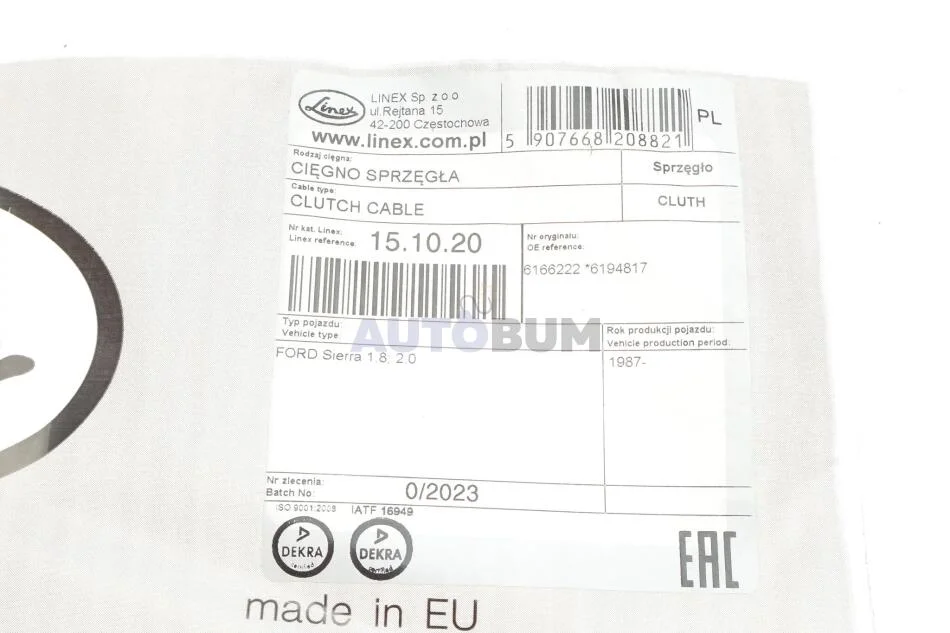 Linex
LINEX Sp. z o.o
ul.Rejtana 15
42-200 Częstochowa
www.linex.com.pl
5 907668 208821
PL
Rodzaj cięgna:
CIĘGNO SPRZĘGŁA
Sprzęgło
Cable type:
CLUTCH CABLE
CLUTH
Nr kat. Linex:
Linex reference:
15.10.20
Nr oryginału:
OE reference:
6166222 *6194817
AUTOBUM
Typ pojazdu:
Vehicle type:
FORD Sierra 1.8; 2.0
Rok produkcji pojazdu:
Vehicle production period:
1987-
Nr zlecenia:
Batch No:
0/2023
ISO 9001:2008
IATF 16949
DEKRA
certified
DEKRA
certified
EAC
made in EU